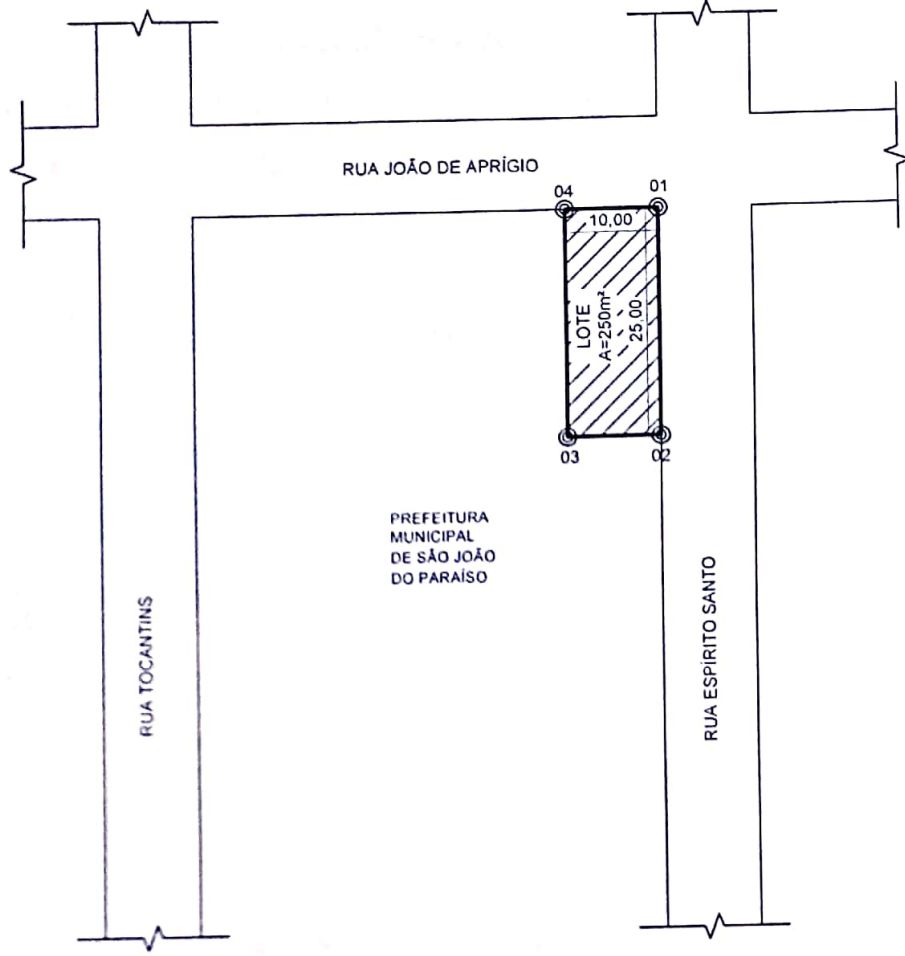 RUA JOÃO DE APRÍGIO
04
01
10,00
LOTE
A=250m²
25,00
03
02
PREFEITURA
MUNICIPAL
DE SÃO JOÃO
DO PARAÍSO
RUA TOCANTINS
RUA ESPÍRITO SANTO